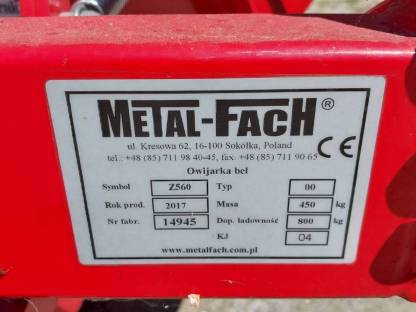 METAL-FACH®
ul. Kresowa 62, 16-100 Sokółka, Poland
tel.: +48 (85) 711 98 40-45, fax. +48 (85) 711 90 65
CE
Owijarka bel
Symbol Z560 Typ 00
Rok prod. 2017 Masa 450 kg
Nr fabr. 14945 Dop. ładowność 800 kg
KJ 04
www.metalfach.com.pl